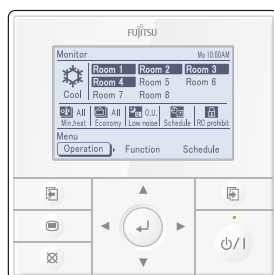 FUJITSU
Monitor Mo 10:00AM
Room 1 Room 2 Room 3
Room 4 Room 5 Room 6
Cool Room 7 Room 8
All All O.U.
Min.heat Economy Low noise Schedule RC prohibit
Menu
Operation Function Schedule